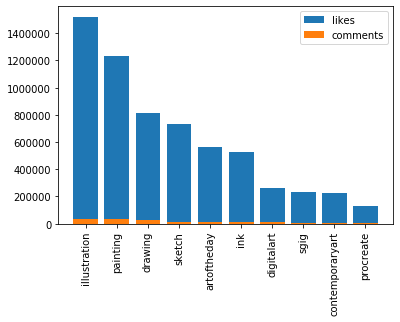 likes
comments
1400000
1200000
1000000
800000
600000
400000
200000
0
illustration
painting
drawing
sketch
artoftheday
ink
digitalart
sgig
contemporaryart
procreate